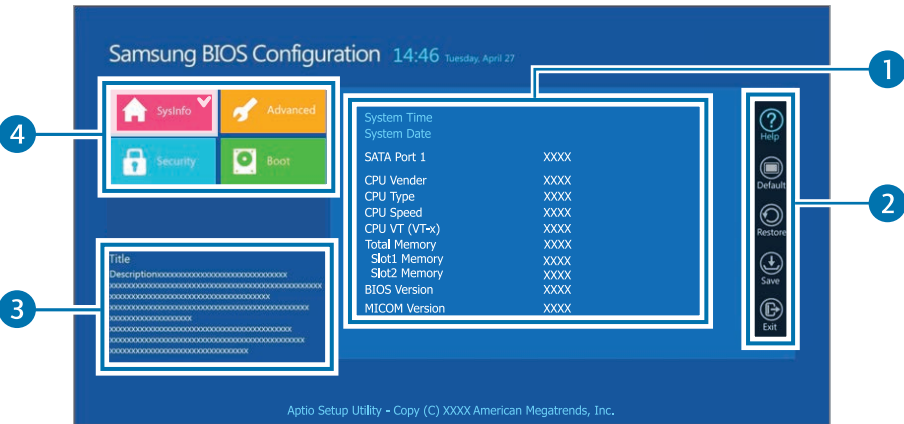 Samsung BIOS Configuration 14:46 Tuesday, April 27
1
SysInfo
Advanced
Security
Boot
4
System Time
System Date
SATA Port 1 XXXX
CPU Vender XXXX
CPU Type XXXX
CPU Speed XXXX
CPU VT (VT-x) XXXX
Total Memory XXXX
Slot1 Memory XXXX
Slot2 Memory XXXX
BIOS Version XXXX
MICOM Version XXXX
Help
Default
Restore
Save
Exit
2
3
Title
Descriptionxxxxxxxxxxxxxxxxxxxxxxxxxxxxx
Aptio Setup Utility - Copy (C) XXXX American Megatrends, Inc.